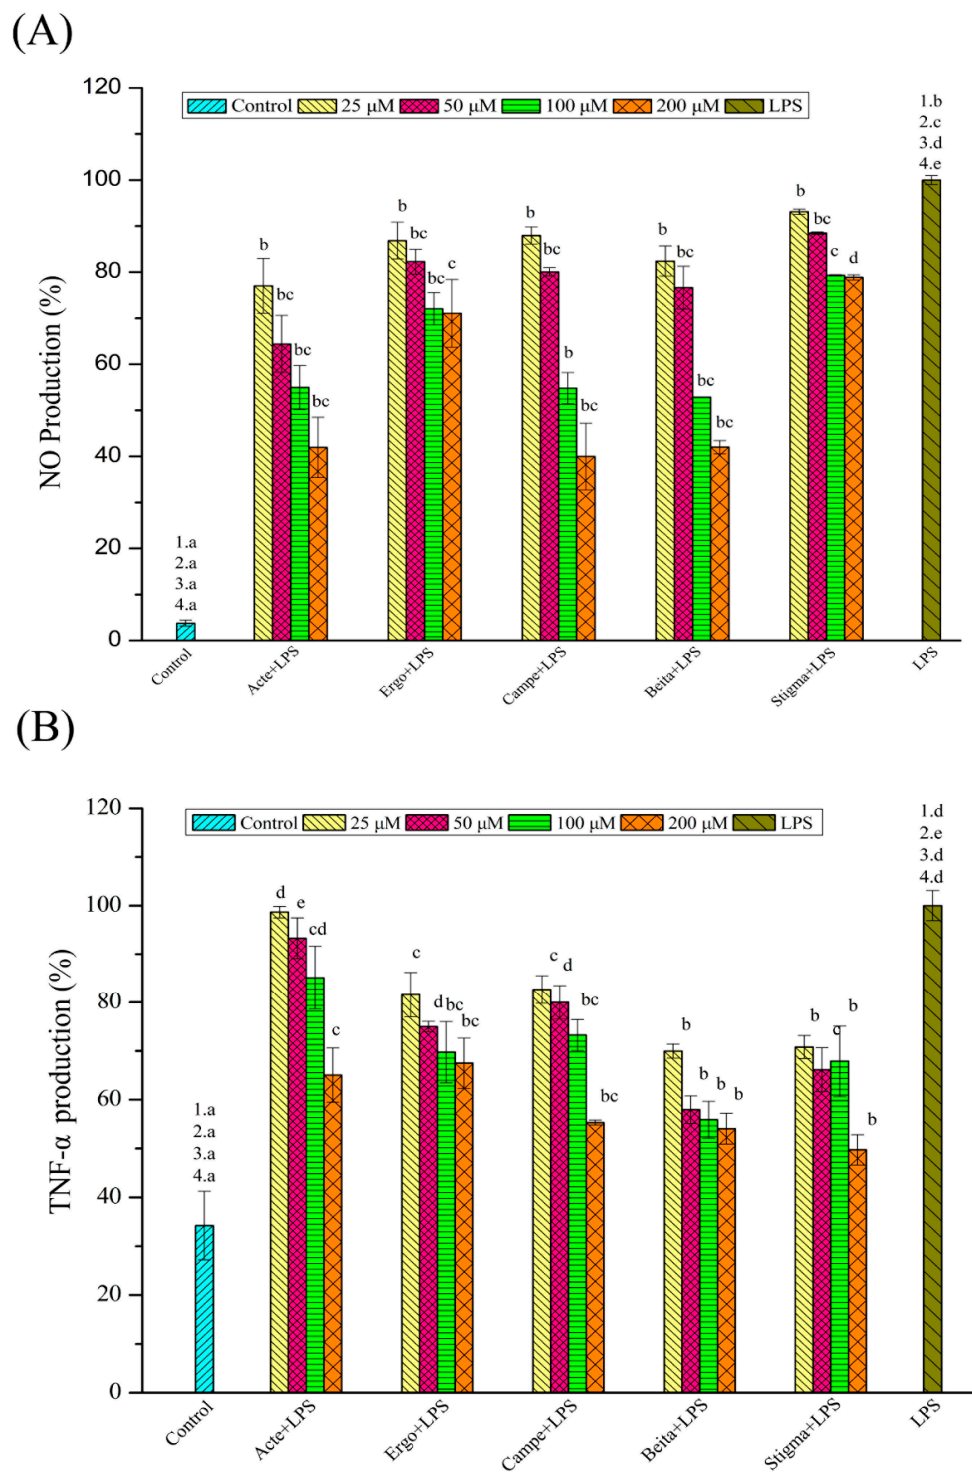 (A)
120
Control 25 μM 50 μM 100 μM 200 μM LPS
1.b
2.c
3.d
4.e
100
80
60
40
20
0
NO Production (%)
1.a
2.a
3.a
4.a
b bc bc bc
b bc bc c
b bc b bc
b bc bc bc
b bc c d
Control
Acte+LPS
Ergo+LPS
Campe+LPS
Beita+LPS
Stigma+LPS
LPS
(B)
120
Control 25 μM 50 μM 100 μM 200 μM LPS
1.d
2.e
3.d
4.d
100
80
60
40
20
0
TNF-α production (%)
1.a
2.a
3.a
4.a
d e cd c
c d bc bc
c d bc bc
b b b b
b b c b
Control
Acte+LPS
Ergo+LPS
Campe+LPS
Beita+LPS
Stigma+LPS
LPS